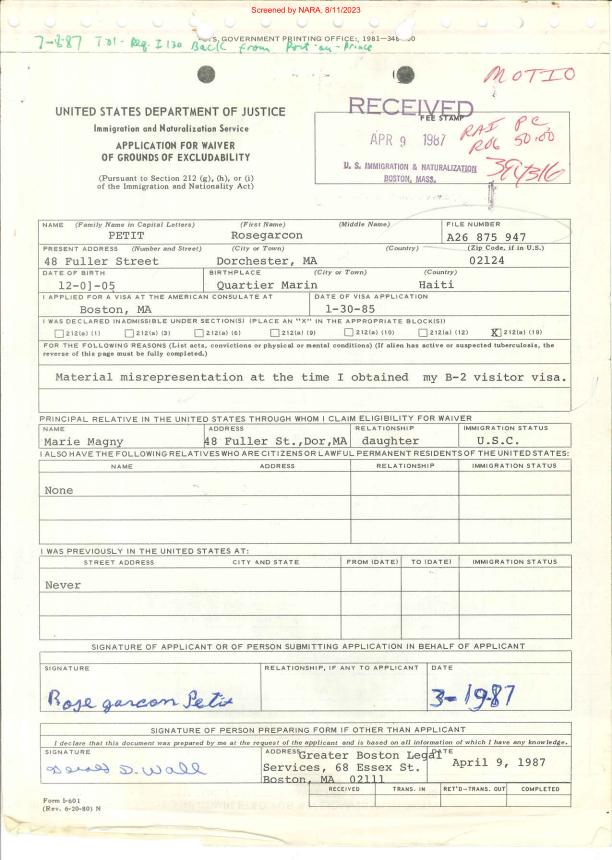 Screened by NARA, 8/11/2023
GOVERNMENT PRINTING OFFICE: 1981—34
7-8-87 Tel- Req. I 130 Back from Port-au-Prince
MOTIO
UNITED STATES DEPARTMENT OF JUSTICE
Immigration and Naturalization Service
APPLICATION FOR WAIVER
OF GROUNDS OF EXCLUDABILITY
(Pursuant to Section 212 (g), (h), or (i)
of the Immigration and Nationality Act)
RECEIVED
FEE STAMP
APR 9 1987
U. S. IMMIGRATION & NATURALIZATION
BOSTON, MASS.
PC
50.00
NAME (Family Name in Capital Letters) (First Name) (Middle Name) FILE NUMBER
PETIT Rosegarcon A26 875 947
PRESENT ADDRESS (Number and Street) (City or Town) (Country) (Zip Code, if in U.S.)
48 Fuller Street Dorchester, MA 02124
DATE OF BIRTH BIRTHPLACE (City or Town) (Country)
12-01-05 Quartier Marin Haiti
I APPLIED FOR A VISA AT THE AMERICAN CONSULATE AT DATE OF VISA APPLICATION
Boston, MA 1-30-85
I WAS DECLARED INADMISSIBLE UNDER SECTION(S) (PLACE AN "X" IN THE APPROPRIATE BLOCK(S))
212(a) (1) 212(a) (3) 212(a) (6) 212(a) (9) 212(a) (10) 212(a) (12) X 212(a) (19)
FOR THE FOLLOWING REASONS (List acts, convictions or physical or mental conditions) (If alien has active or suspected tuberculosis, the
reverse of this page must be fully completed.)
Material misrepresentation at the time I obtained my B-2 visitor visa.
PRINCIPAL RELATIVE IN THE UNITED STATES THROUGH WHOM I CLAIM ELIGIBILITY FOR WAIVER
NAME ADDRESS RELATIONSHIP IMMIGRATION STATUS
Marie Magny 48 Fuller St.,Dor,MA daughter U.S.C.
I ALSO HAVE THE FOLLOWING RELATIVES WHO ARE CITIZENS OR LAWFUL PERMANENT RESIDENTS OF THE UNITED STATES:
NAME ADDRESS RELATIONSHIP IMMIGRATION STATUS
None
I WAS PREVIOUSLY IN THE UNITED STATES AT:
STREET ADDRESS CITY AND STATE FROM (DATE) TO (DATE) IMMIGRATION STATUS
Never
SIGNATURE OF APPLICANT OR OF PERSON SUBMITTING APPLICATION IN BEHALF OF APPLICANT
SIGNATURE RELATIONSHIP, IF ANY TO APPLICANT DATE
Rose garcon Petit 3-19-87
SIGNATURE OF PERSON PREPARING FORM IF OTHER THAN APPLICANT
I declare that this document was prepared by me at the request of the applicant and is based on all information of which I have any knowledge.
SIGNATURE ADDRESS DATE
Greater Boston Legal
Services, 68 Essex St.
Boston, MA 02111
D. Wall April 9, 1987
RECEIVED TRANS. IN RET'D-TRANS. OUT COMPLETED
Form I-601
(Rev. 6-20-80) N